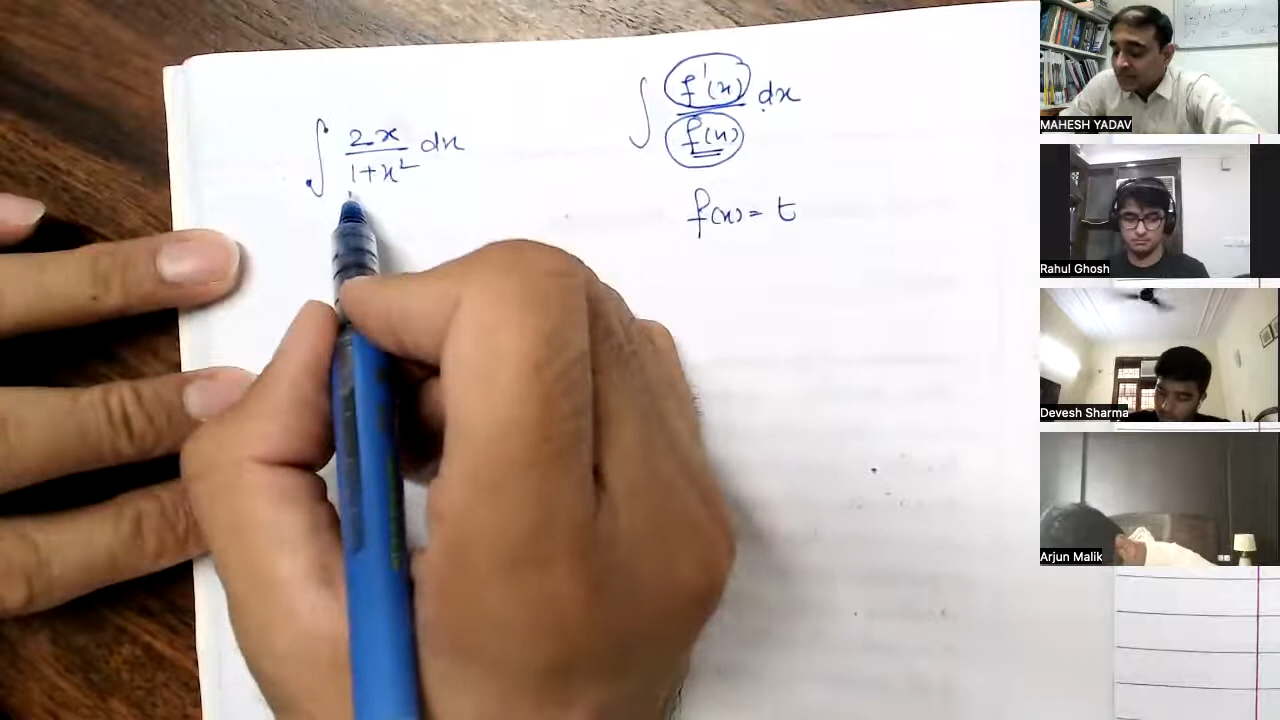 ∫ 2x/(1+x²) dx
∫ f'(x)/f(x) dx
f(x) = t
MAHESH YADAV
Rahul Ghosh
Devesh Sharma
Arjun Malik